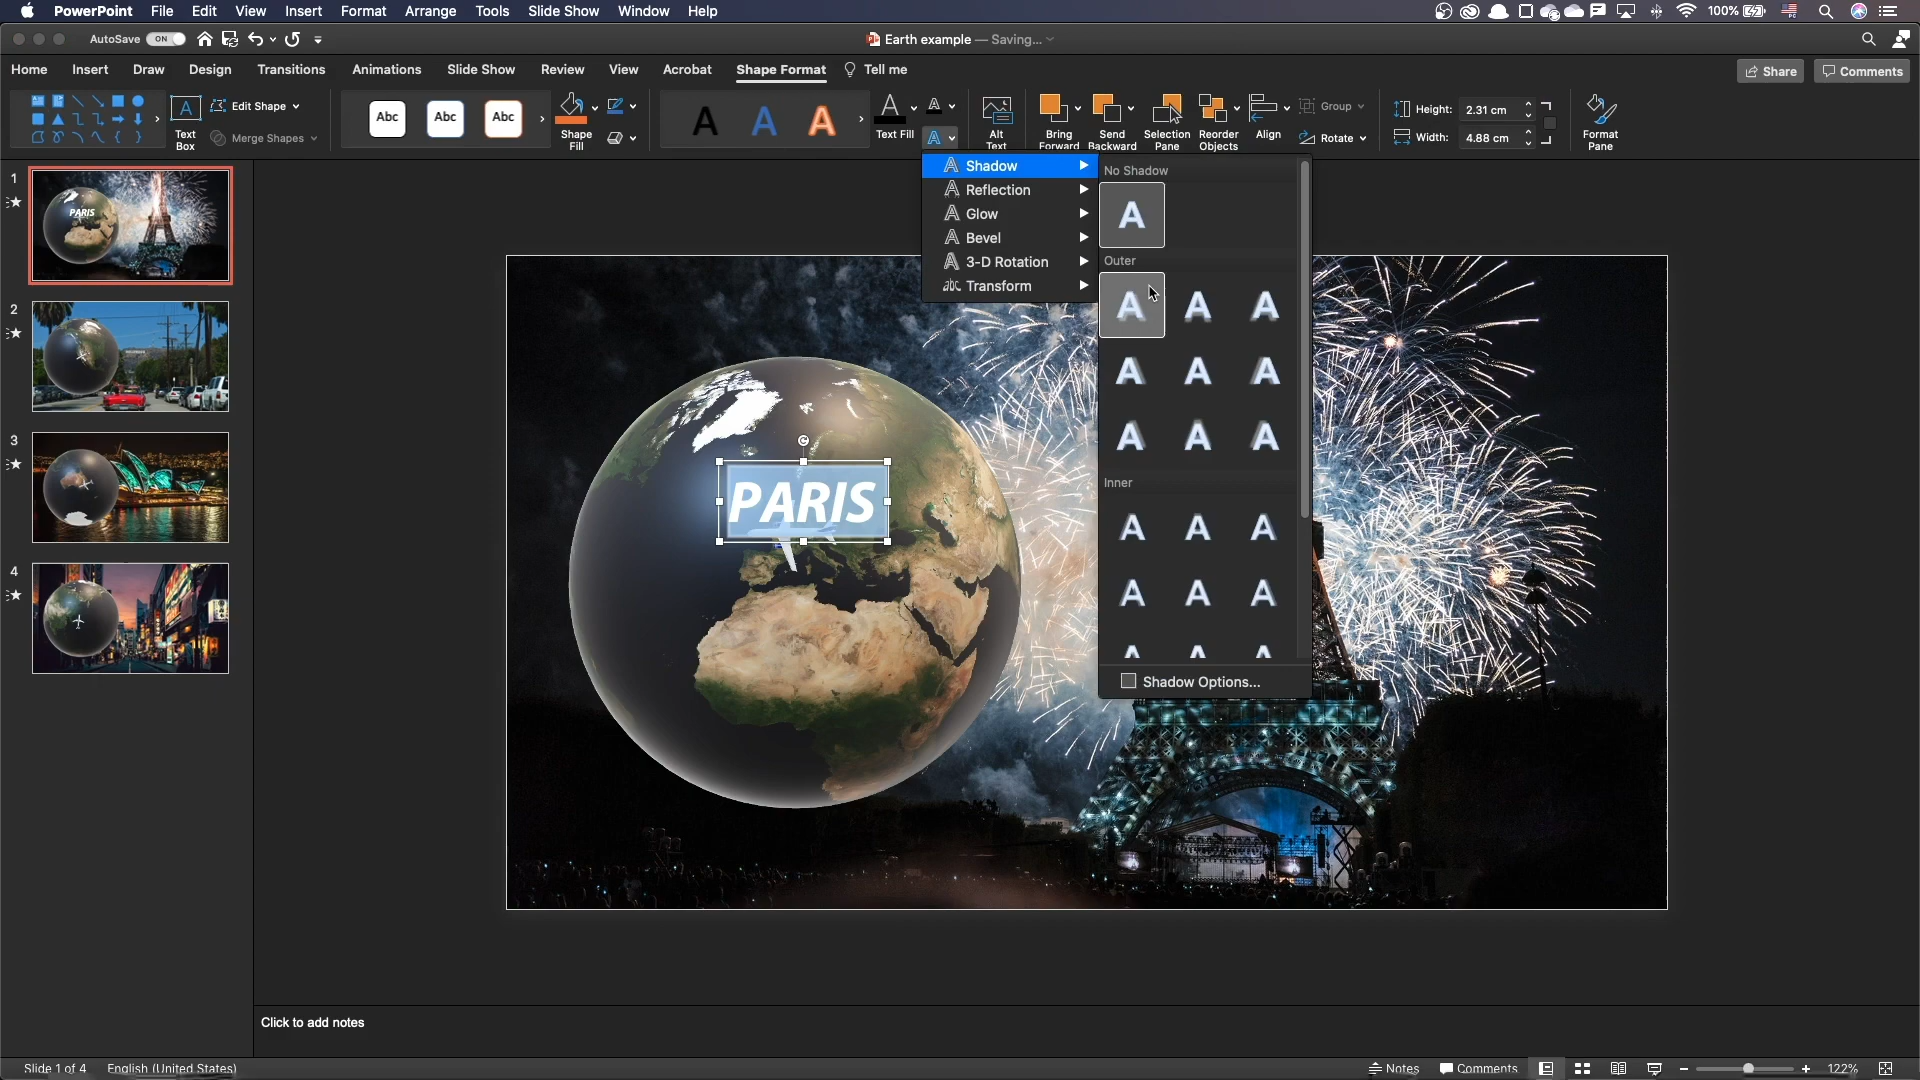 PowerPoint File Edit View Insert Format Arrange Tools Slide Show Window Help 100%
AutoSave ON Earth example — Saving...
Home Insert Draw Design Transitions Animations Slide Show Review View Acrobat Shape Format Tell me Share Comments
Text Box
Edit Shape
Merge Shapes
Abc Abc Abc
Shape Fill
A A A
Text Fill
Alt Text
Bring Forward
Send Backward
Selection Pane
Reorder Objects
Align
Group
Rotate
Height: 2.31 cm
Width: 4.88 cm
Format Pane
Shadow
Reflection
Glow
Bevel
3-D Rotation
Transform
No Shadow
A
Outer
A A A
A A A
A A A
Inner
A A A
A A A
A A A
Shadow Options...
1
PARIS
2
3
4
PARIS
Click to add notes
Slide 1 of 4 English (United States) Notes Comments 122%